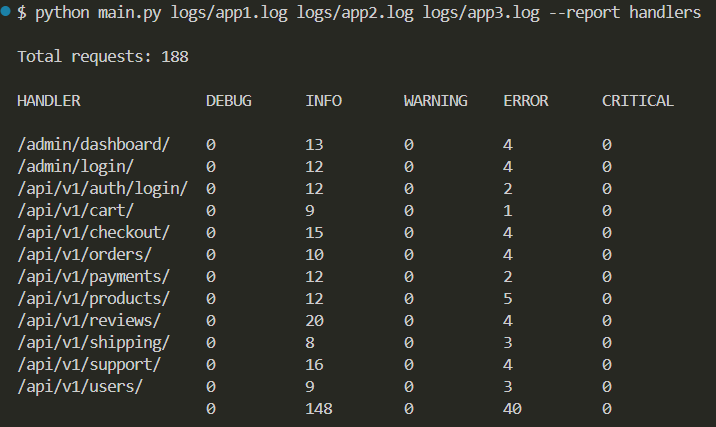 $ python main.py logs/app1.log logs/app2.log logs/app3.log --report handlers
Total requests: 188
HANDLER DEBUG INFO WARNING ERROR CRITICAL
/admin/dashboard/ 0 13 0 4 0
/admin/login/ 0 12 0 4 0
/api/v1/auth/login/ 0 12 0 2 0
/api/v1/cart/ 0 9 0 1 0
/api/v1/checkout/ 0 15 0 4 0
/api/v1/orders/ 0 10 0 4 0
/api/v1/payments/ 0 12 0 2 0
/api/v1/products/ 0 12 0 5 0
/api/v1/reviews/ 0 20 0 4 0
/api/v1/shipping/ 0 8 0 3 0
/api/v1/support/ 0 16 0 4 0
/api/v1/users/ 0 9 0 3 0
0 148 0 40 0